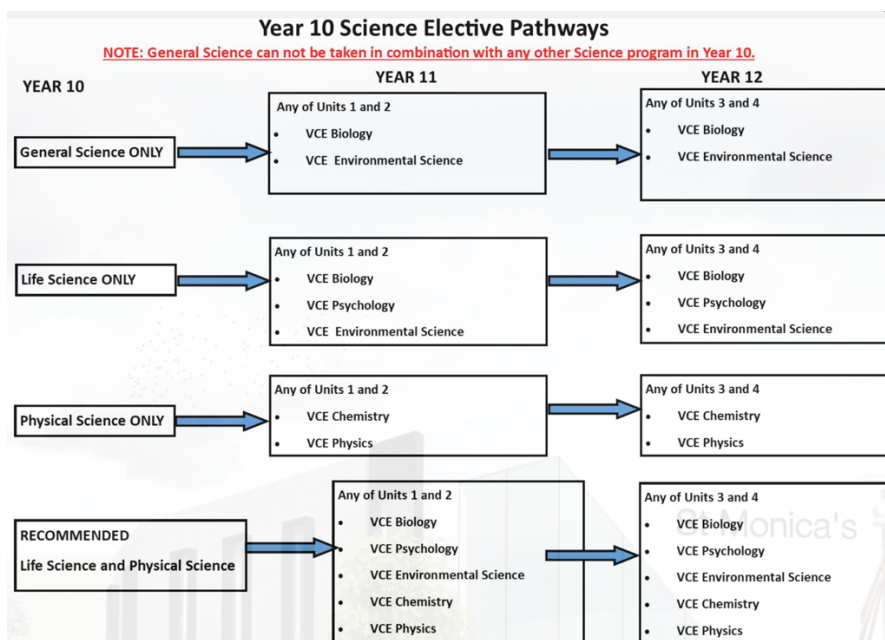 Year 10 Science Elective Pathways
NOTE: General Science can not be taken in combination with any other Science program in Year 10.
YEAR 10
YEAR 11
YEAR 12
General Science ONLY
Any of Units 1 and 2
• VCE Biology
• VCE Environmental Science
Any of Units 3 and 4
• VCE Biology
• VCE Environmental Science
Life Science ONLY
Any of Units 1 and 2
• VCE Biology
• VCE Psychology
• VCE Environmental Science
Any of Units 3 and 4
• VCE Biology
• VCE Psychology
• VCE Environmental Science
Physical Science ONLY
Any of Units 1 and 2
• VCE Chemistry
• VCE Physics
Any of Units 3 and 4
• VCE Chemistry
• VCE Physics
RECOMMENDED
Life Science and Physical Science
Any of Units 1 and 2
• VCE Biology
• VCE Psychology
• VCE Environmental Science
• VCE Chemistry
• VCE Physics
Any of Units 3 and 4
• VCE Biology
• VCE Psychology
• VCE Environmental Science
• VCE Chemistry
• VCE Physics
St Monica's